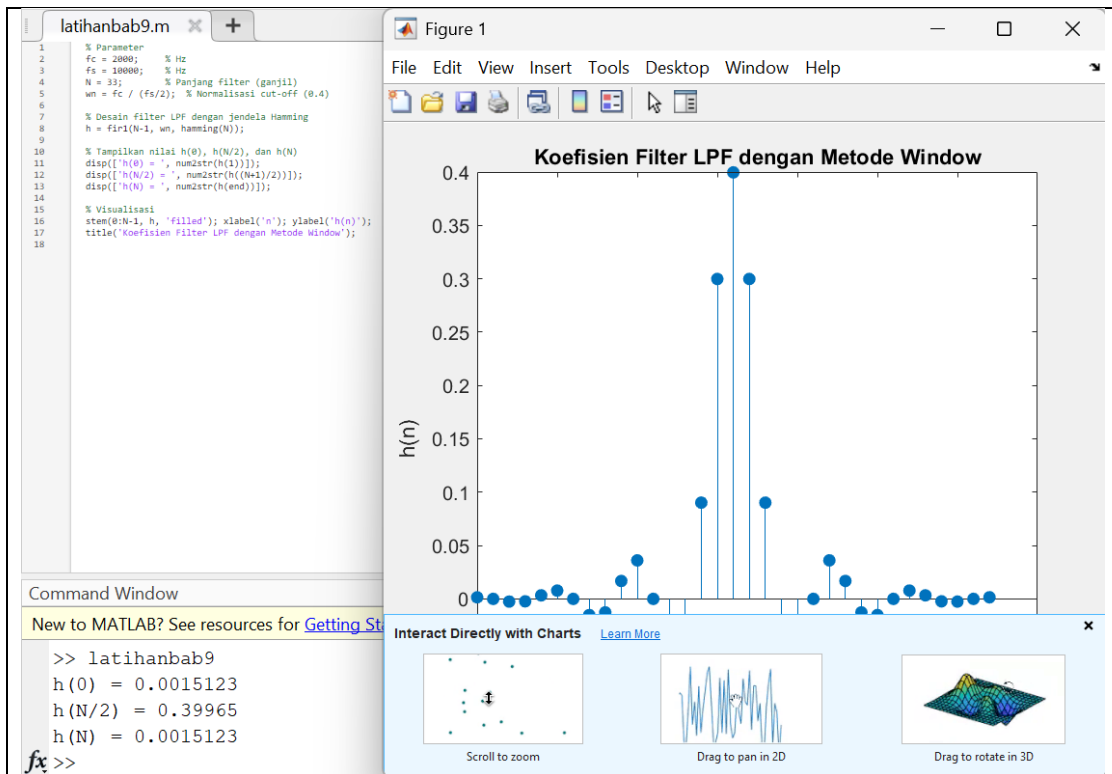 latihanbab9.m
1 % Parameter
2 fc = 2000; % Hz
3 fs = 10000; % Hz
4 N = 33; % Panjang filter (ganjil)
5 wn = fc / (fs/2); % Normalisasi cut-off (0.4)
6
7 % Desain filter LPF dengan jendela Hamming
8 h = fir1(N-1, wn, hamming(N));
9
10 % Tampilkan nilai h(0), h(N/2), dan h(N)
11 disp(['h(0) = ', num2str(h(1))]);
12 disp(['h(N/2) = ', num2str(h((N+1)/2))]);
13 disp(['h(N) = ', num2str(h(end))]);
14
15 % Visualisasi
16 stem(0:N-1, h, 'filled'); xlabel('n'); ylabel('h(n)');
17 title('Koefisien Filter LPF dengan Metode Window');
18
Command Window
New to MATLAB? See resources for Getting Sta
>> latihanbab9
h(0) = 0.0015123
h(N/2) = 0.39965
h(N) = 0.0015123
fx >>
Figure 1
File Edit View Insert Tools Desktop Window Help
Koefisien Filter LPF dengan Metode Window
0.4
0.35
0.3
0.25
0.2
0.15
0.1
0.05
0
h(n)
Interact Directly with Charts Learn More
Scroll to zoom
Drag to pan in 2D
Drag to rotate in 3D